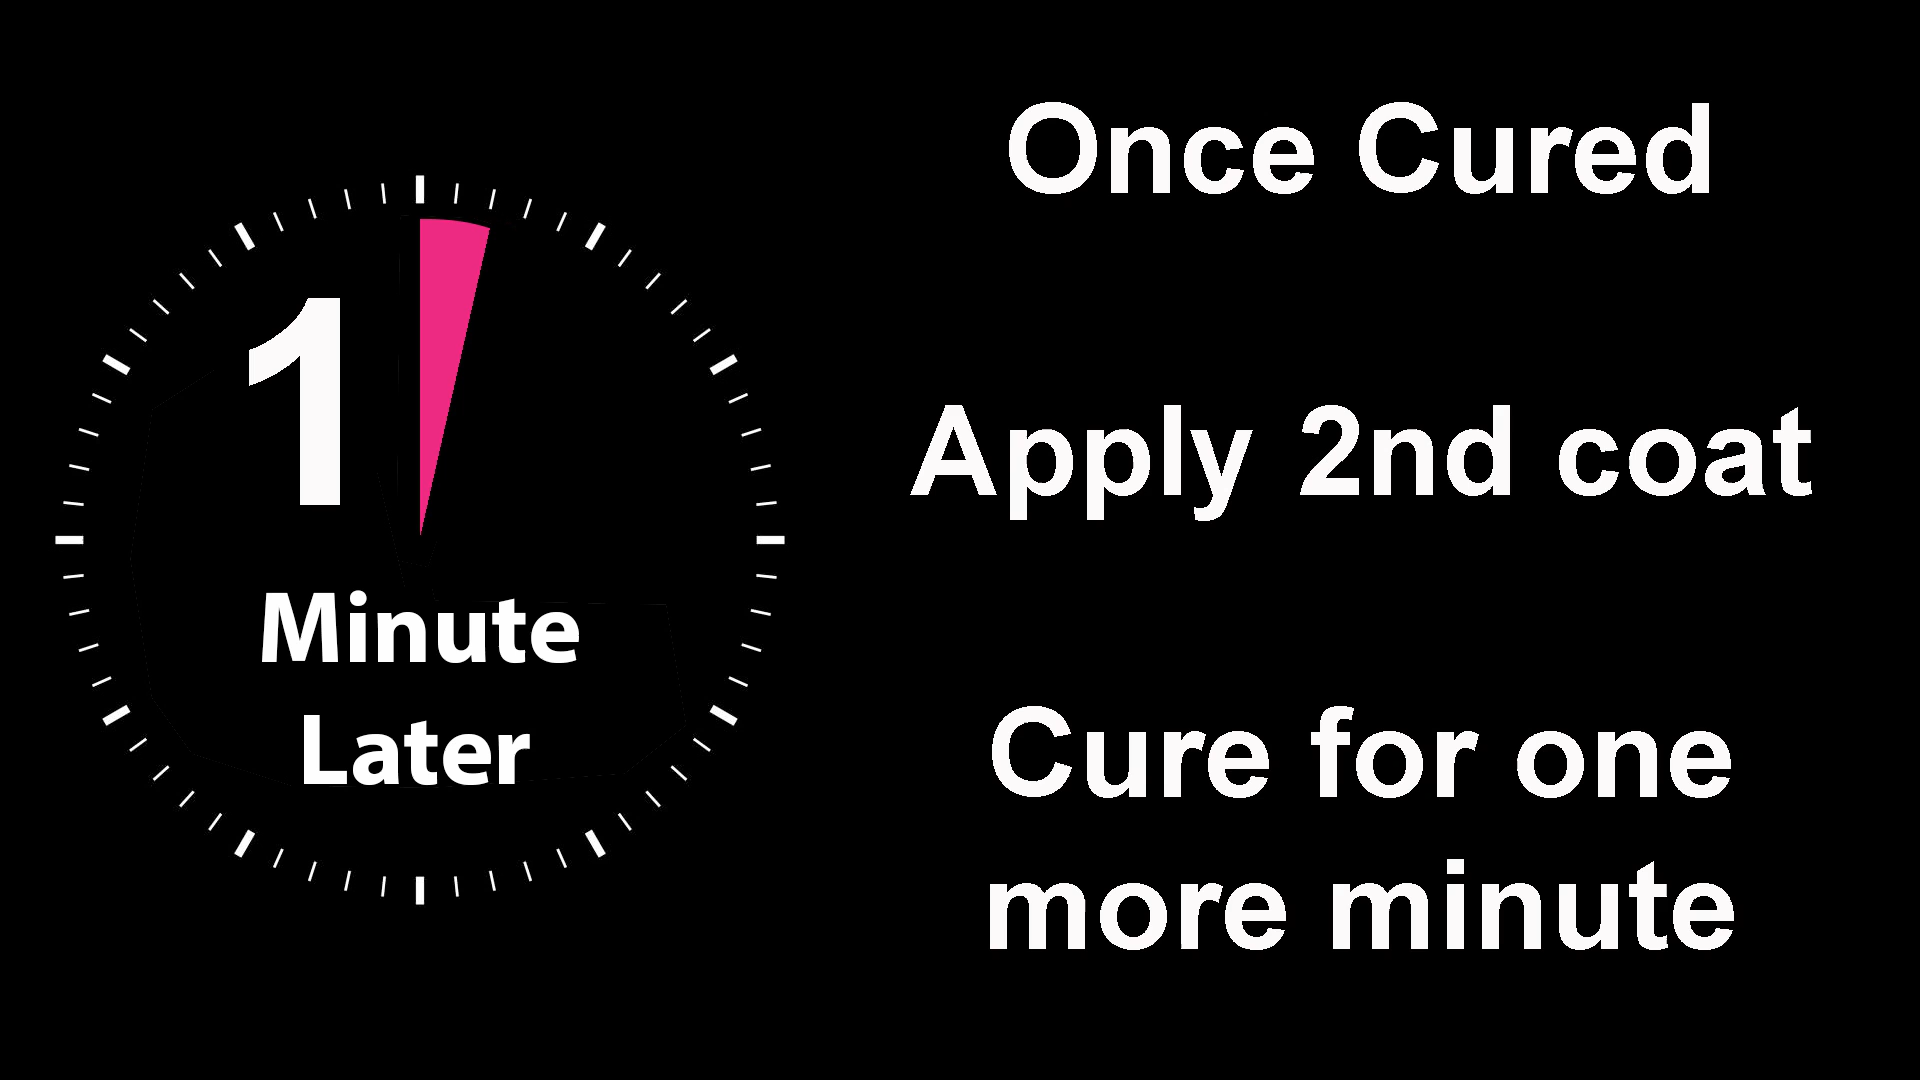 1
Minute
Later
Once Cured
Apply 2nd coat
Cure for one
more minute